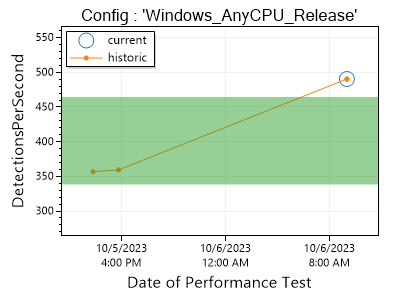 Config : 'Windows_AnyCPU_Release'
current
historic
DetectionsPerSecond
550
500
450
400
350
300
10/5/2023
4:00 PM
10/6/2023
12:00 AM
10/6/2023
8:00 AM
Date of Performance Test